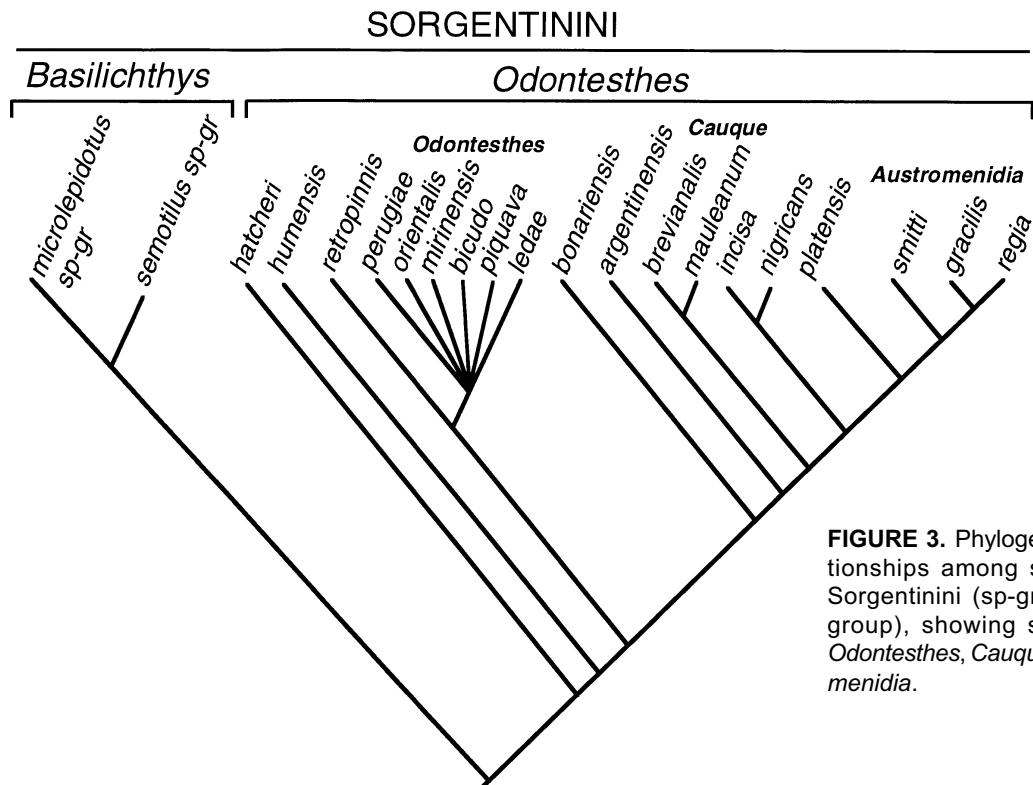 SORGENTININI
Basilichthys
Odontesthes
microlepidotus
sp-gr
semotilus sp-gr
hatcheri
humensis
retropinnis
perugiae
orientalis
mirinensis
bicudo
piquava
ledae
Odontesthes
bonariensis
argentinensis
brevianalis
mauleanum
Cauque
incisa
nigricans
platensis
smitti
gracilis
regia
Austromenidia
FIGURE 3. Phyloge
tionships among s
Sorgentinini (sp-gr
group), showing s
Odontesthes, Cauqu
menidia.